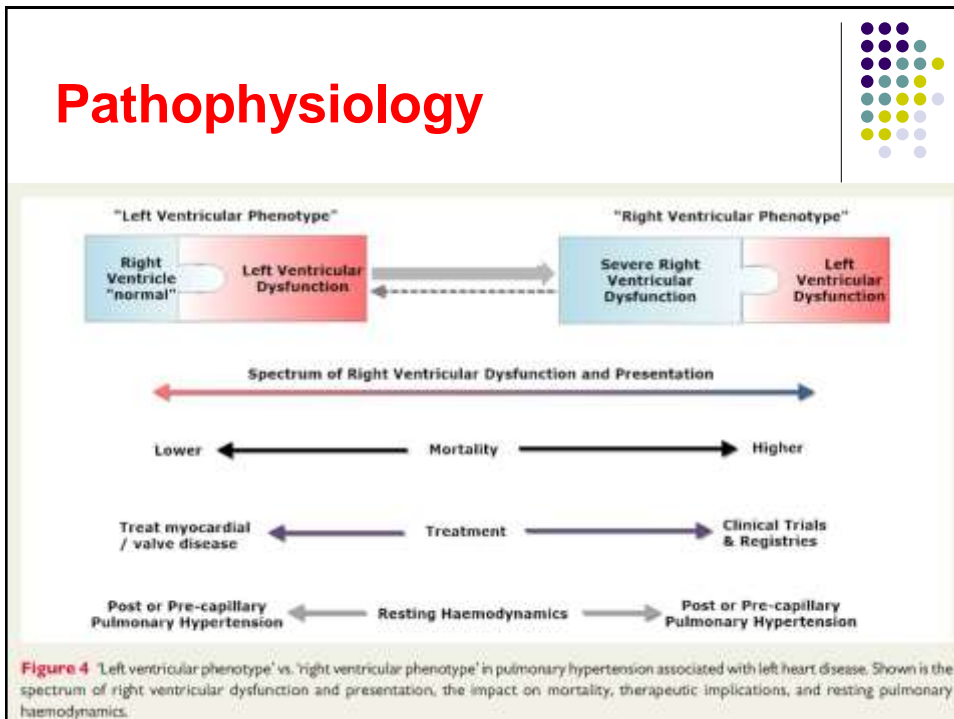 Pathophysiology
"Left Ventricular Phenotype"
"Right Ventricular Phenotype"
Right
Ventricle
"normal"
Left Ventricular
Dysfunction
Severe Right
Ventricular
Dysfunction
Left
Ventricular
Dysfunction
Spectrum of Right Ventricular Dysfunction and Presentation
Lower
Mortality
Higher
Treat myocardial
/ valve disease
Treatment
Clinical Trials
& Registries
Post or Pre-capillary
Pulmonary Hypertension
Resting Haemodynamics
Post or Pre-capillary
Pulmonary Hypertension
Figure 4 'Left ventricular phenotype' vs. 'right ventricular phenotype' in pulmonary hypertension associated with left heart disease. Shown is the
spectrum of right ventricular dysfunction and presentation, the impact on mortality, therapeutic implications, and resting pulmonary
haemodynamics.